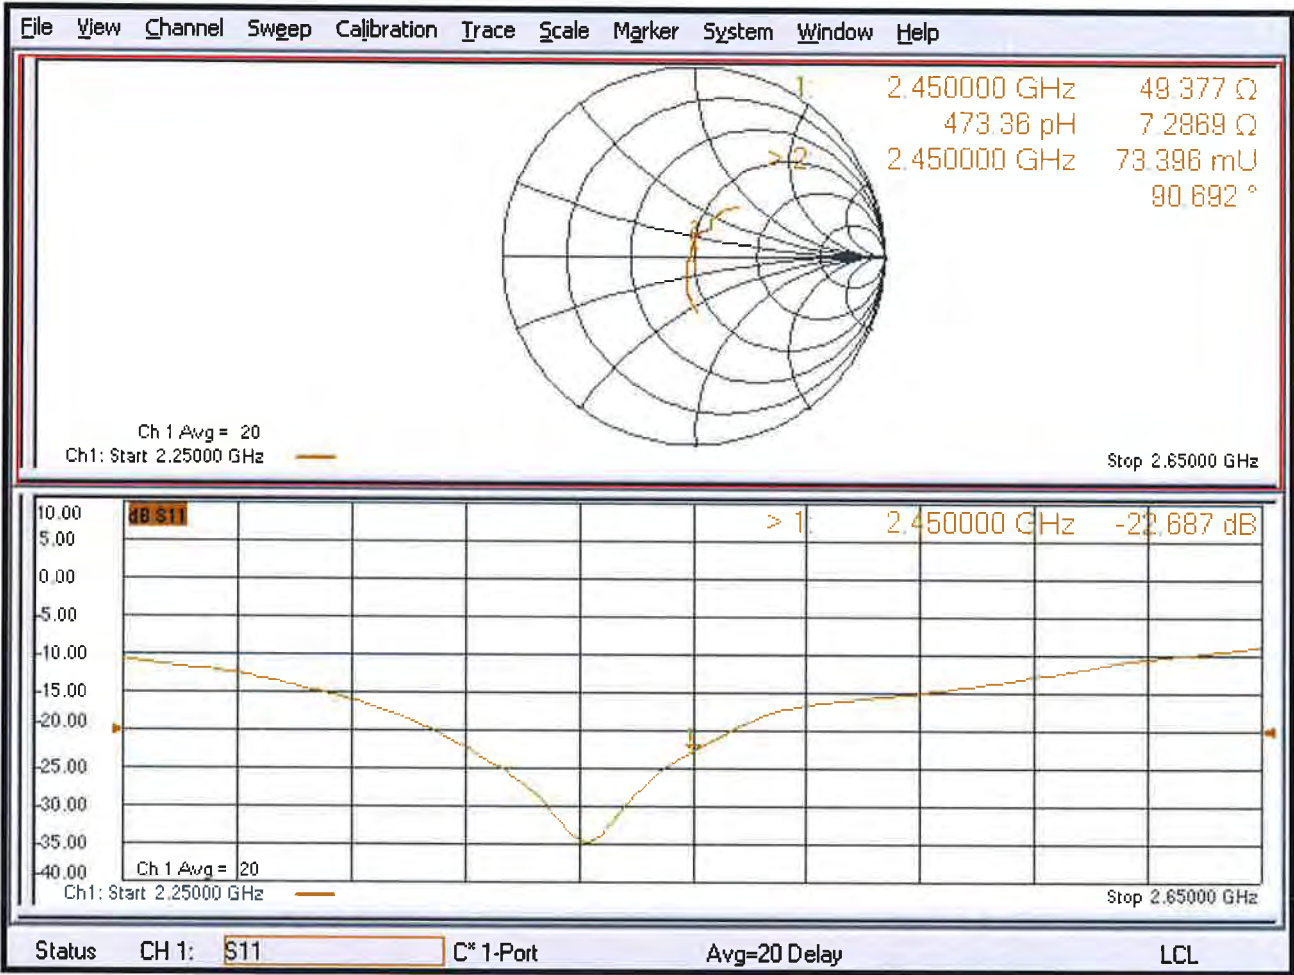 File View Channel Sweep Calibration Trace Scale Marker System Window Help
1: 2.450000 GHz 49.377 Ω
473.36 pH 7.2869 Ω
> 2: 2.450000 GHz 73.396 mU
90.692 °
Ch 1 Avg = 20
Ch1: Start 2.25000 GHz
Stop 2.65000 GHz
10.00
dB S11
> 1: 2.450000 GHz -22.687 dB
5.00
0.00
-5.00
-10.00
-15.00
-20.00
-25.00
-30.00
-35.00
-40.00
1
Ch 1 Avg = 20
Ch1: Start 2.25000 GHz
Stop 2.65000 GHz
Status CH 1: S11 C* 1-Port Avg=20 Delay LCL